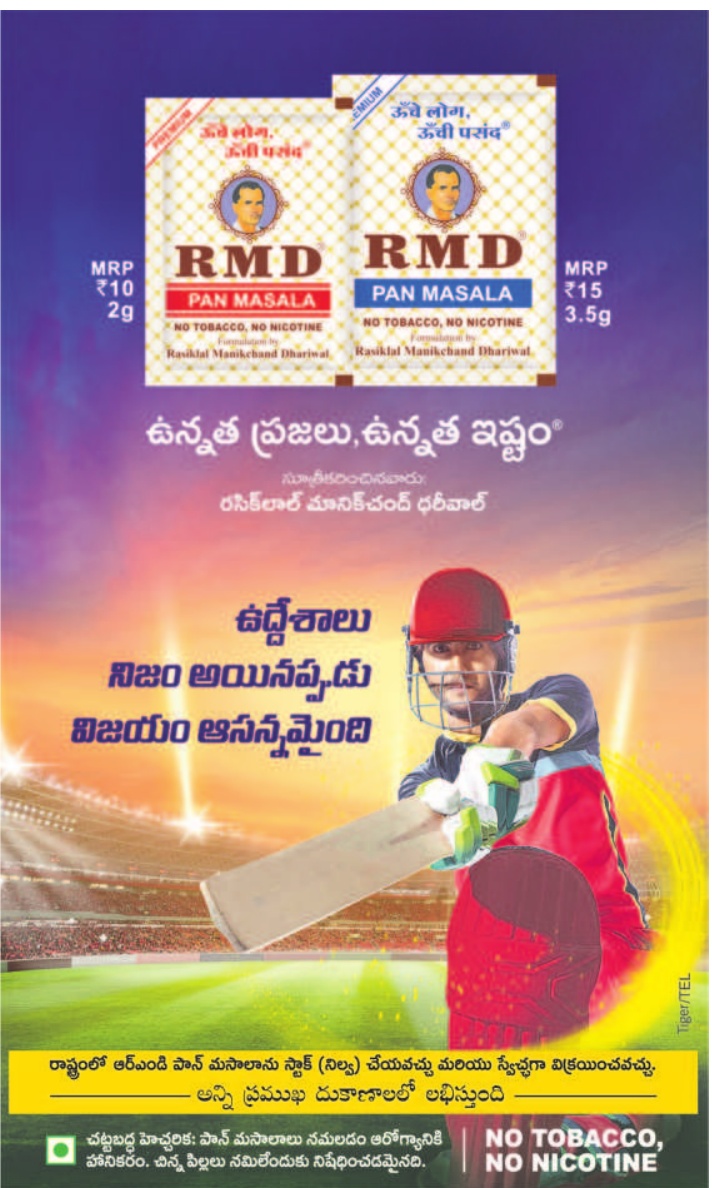 PREMIUM
ऊँचे लोग,
ऊँची पसंद®
RMD®
PAN MASALA
NO TOBACCO, NO NICOTINE
Formulation by
Rasiklal Manikchand Dhariwal
MRP
₹10
2g
EMIUM
ऊँचे लोग,
ऊँची पसंद®
RMD®
PAN MASALA
NO TOBACCO, NO NICOTINE
Formulation by
Rasiklal Manikchand Dhariwal
MRP
₹15
3.5g
ఉన్నత ప్రజలు,ఉన్నత ఇష్టం®
సూత్రీకరించినవారు:
రసిక్‌లాల్ మానిక్‌చంద్ ధరీవాల్
ఉద్దేశాలు
నిజం అయినప్పడు
విజయం ఆసన్నమైంది
Tiger/TEL
రాష్ట్రంలో ఆర్ఎండి పాన్ మసాలాను స్టాక్ (నిల్వ) చేయవచ్చు మరియు స్వేచ్ఛగా విక్రయించవచ్చు.
అన్ని ప్రముఖ దుకాణాలలో లభిస్తుంది
చట్టబద్ధ హెచ్చరిక: పాన్ మసాలాలు నమలడం ఆరోగ్యానికి
హానికరం. చిన్న పిల్లలు నమిలేందుకు నిషేధించడమైనది.
NO TOBACCO,
NO NICOTINE